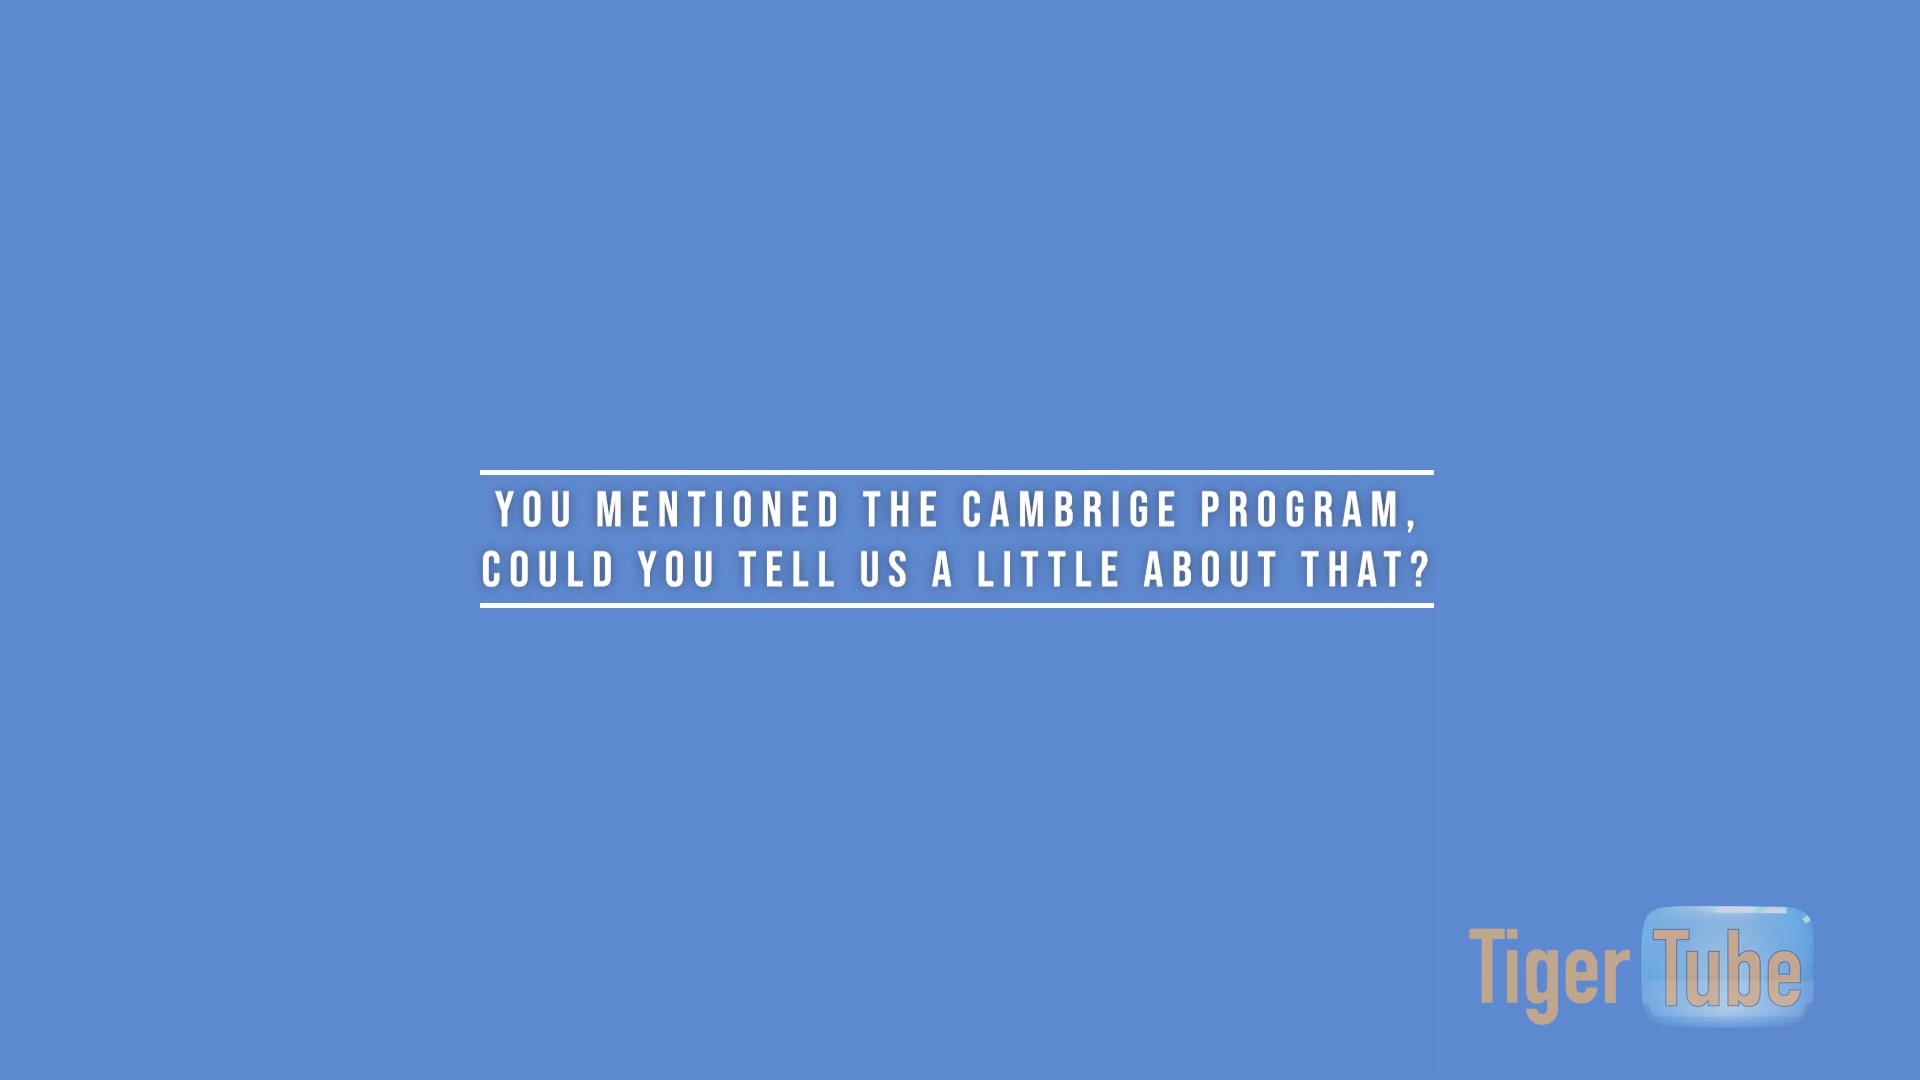 YOU MENTIONED THE CAMBRIGE PROGRAM,
COULD YOU TELL US A LITTLE ABOUT THAT?
Tiger Tube